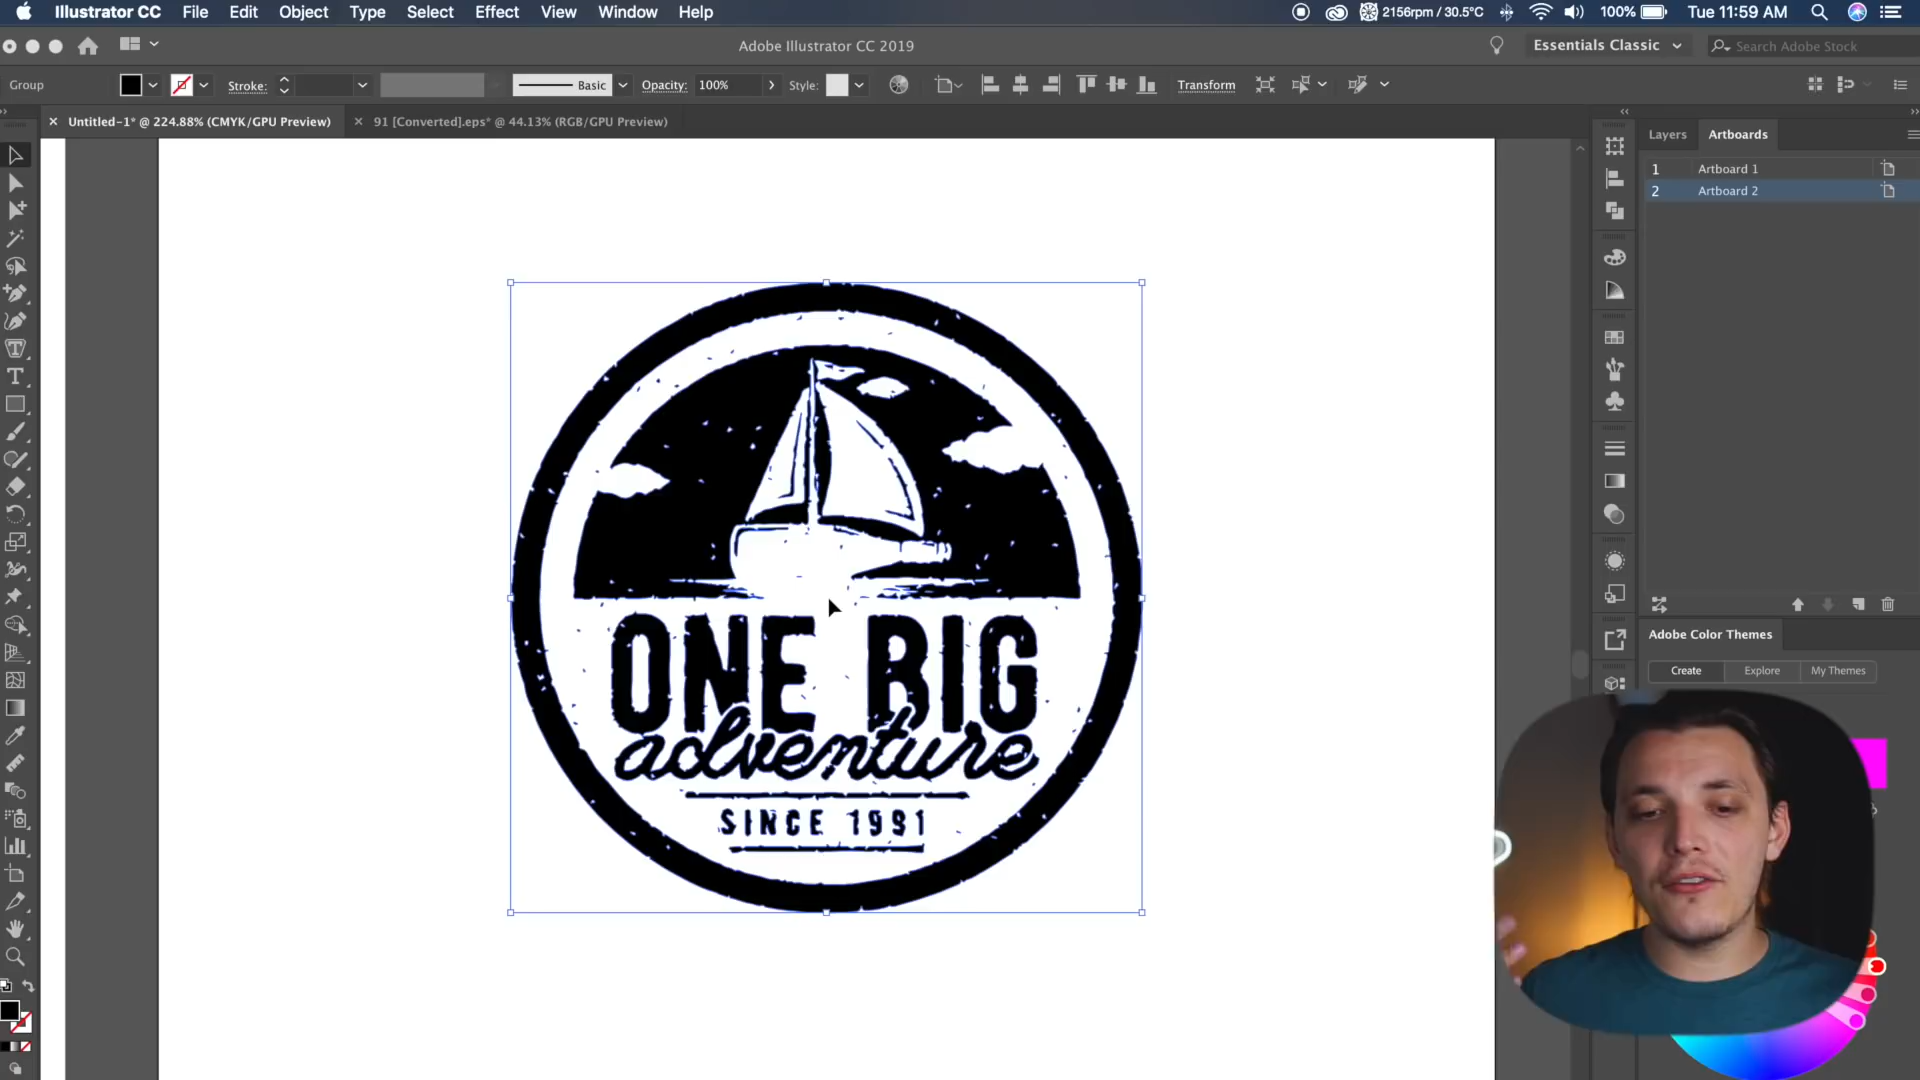 Illustrator CC File Edit Object Type Select Effect View Window Help 2156rpm / 30.5°C 100% Tue 11:59 AM
Adobe Illustrator CC 2019 Essentials Classic Search Adobe Stock
Group Stroke: Basic Opacity: 100% Style: Transform
Untitled-1* @ 224.88% (CMYK/GPU Preview) 91 [Converted].eps* @ 44.13% (RGB/GPU Preview)
Layers Artboards
1 Artboard 1
2 Artboard 2
ONE BIG
adventure
SINCE 1991
Adobe Color Themes
Create Explore My Themes